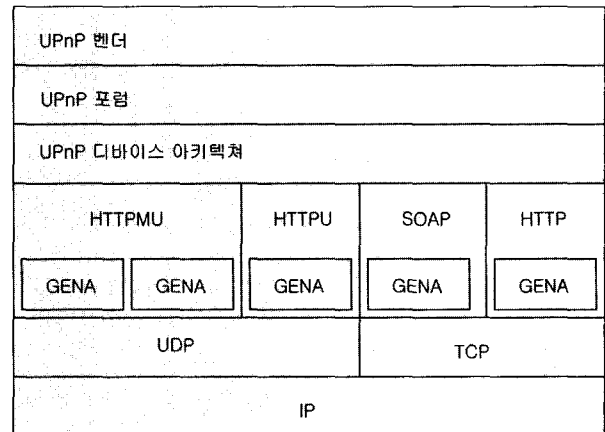 UPnP 벤더
UPnP 포럼
UPnP 디바이스 아키텍쳐
HTTPMU HTTPU SOAP HTTP
GENA GENA GENA GENA GENA
UDP TCP
IP